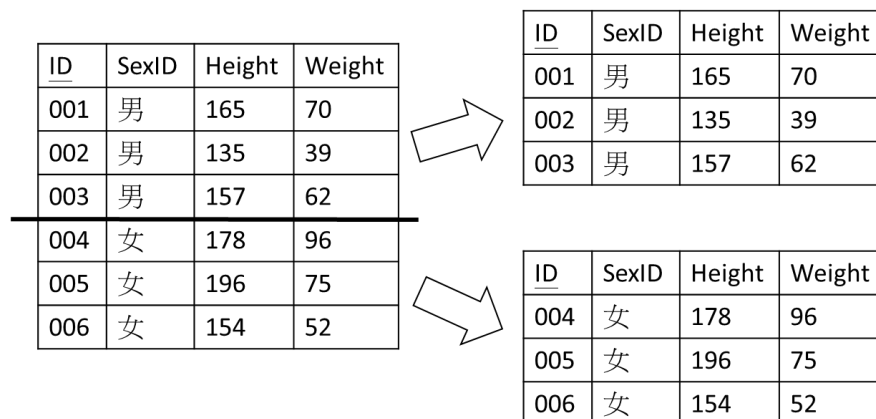 ID SexID Height Weight
001 男 165 70
002 男 135 39
003 男 157 62
004 女 178 96
005 女 196 75
006 女 154 52
ID SexID Height Weight
001 男 165 70
002 男 135 39
003 男 157 62
ID SexID Height Weight
004 女 178 96
005 女 196 75
006 女 154 52